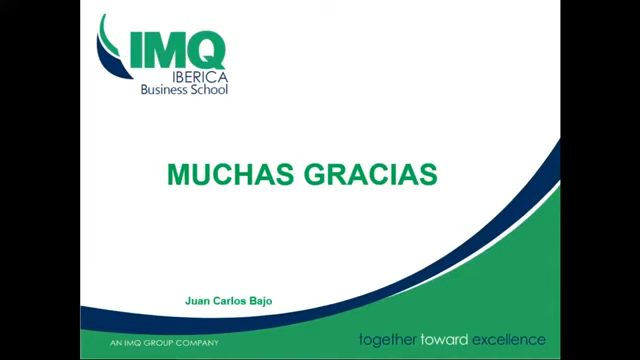 IMQ
IBERICA
Business School
MUCHAS GRACIAS
Juan Carlos Bajo
AN IMQ GROUP COMPANY
together toward excellence